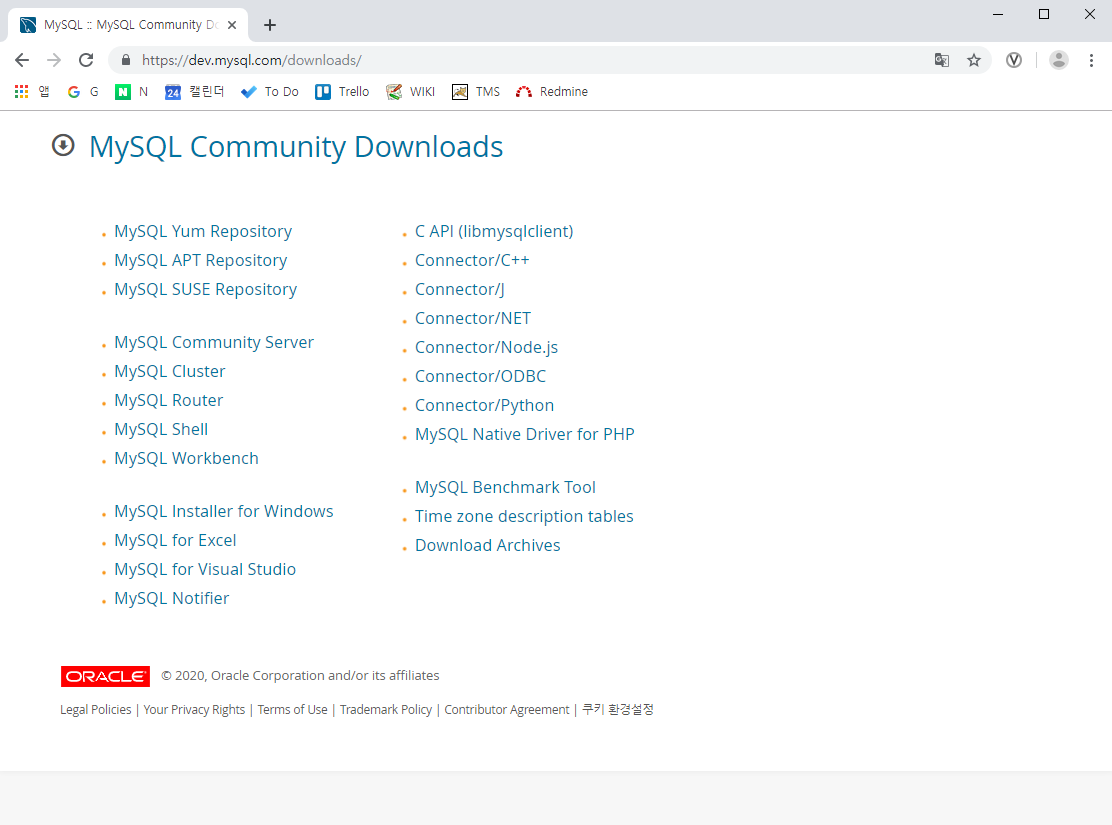 MySQL :: MySQL Community Do
https://dev.mysql.com/downloads/
앱 G N 24 캘린더 To Do Trello WIKI TMS Redmine
MySQL Community Downloads
MySQL Yum Repository
MySQL APT Repository
MySQL SUSE Repository
MySQL Community Server
MySQL Cluster
MySQL Router
MySQL Shell
MySQL Workbench
MySQL Installer for Windows
MySQL for Excel
MySQL for Visual Studio
MySQL Notifier
C API (libmysqlclient)
Connector/C++
Connector/J
Connector/NET
Connector/Node.js
Connector/ODBC
Connector/Python
MySQL Native Driver for PHP
MySQL Benchmark Tool
Time zone description tables
Download Archives
ORACLE © 2020, Oracle Corporation and/or its affiliates
Legal Policies | Your Privacy Rights | Terms of Use | Trademark Policy | Contributor Agreement | 쿠키 환경설정